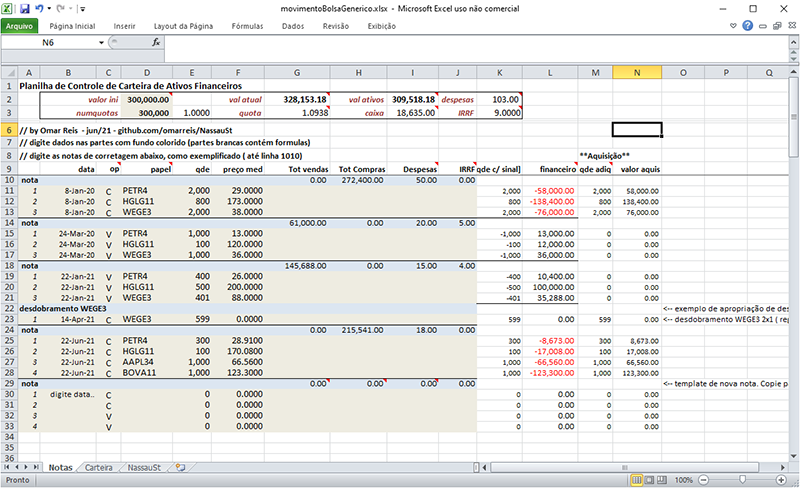 movimentoBolsaGenerico.xlsx - Microsoft Excel uso não comercial
Arquivo Página Inicial Inserir Layout da Página Fórmulas Dados Revisão Exibição
N6 fx
A B C D E F G H I J K L M N O P Q
1 Planilha de Controle de Carteira de Ativos Financeiros
2 valor ini 300,000.00 val atual 328,153.18 val ativos 309,518.18 despesas 103.00
3 numquotas 300,000 1.0000 quota 1.0938 caixa 18,635.00 IRRF 9.0000
6 // by Omar Reis - jun/21 - github.com/omarreis/NassauSt
7 // digite dados nas partes com fundo colorido (partes brancas contém formulas)
8 // digite as notas de corretagem abaixo, como exemplificado ( até linha 1010) **Aquisição**
9 data op papel qde preço med Tot vendas Tot Compras Despesas IRRF qde c/ sinal] financeiro qde adiq valor aquis
10 nota 0.00 272,400.00 50.00 0.00
11 1 8-Jan-20 C PETR4 2,000 29.0000 2,000 -58,000.00 2,000 58,000.00
12 2 8-Jan-20 C HGLG11 800 173.0000 800 -138,400.00 800 138,400.00
13 3 8-Jan-20 C WEGE3 2,000 38.0000 2,000 -76,000.00 2,000 76,000.00
14 nota 61,000.00 0.00 20.00 5.00
15 1 24-Mar-20 V PETR4 1,000 13.0000 -1,000 13,000.00 0 0.00
16 2 24-Mar-20 V HGLG11 100 120.0000 -100 12,000.00 0 0.00
17 3 24-Mar-20 V WEGE3 1,000 36.0000 -1,000 36,000.00 0 0.00
18 nota 145,688.00 0.00 15.00 4.00
19 1 22-Jan-21 V PETR4 400 26.0000 -400 10,400.00 0 0.00
20 2 22-Jan-21 V HGLG11 500 200.0000 -500 100,000.00 0 0.00
21 3 22-Jan-21 V WEGE3 401 88.0000 -401 35,288.00 0 0.00
22 desdobramento WEGE3 <-- exemplo de apropriação de des
23 1 14-Apr-21 C WEGE3 599 0.0000 599 0.00 599 0.00 <-- desdobramento WEGE3 2x1 ( reg
24 nota 0.00 215,541.00 18.00 0.00
25 1 22-Jun-21 C PETR4 300 28.9100 300 -8,673.00 300 8,673.00
26 2 22-Jun-21 C HGLG11 100 170.0800 100 -17,008.00 100 17,008.00
27 3 22-Jun-21 C AAPL34 1,000 66.5600 1,000 -66,560.00 1,000 66,560.00
28 4 22-Jun-21 C BOVA11 1,000 123.3000 1,000 -123,300.00 1,000 123,300.00
29 nota 0.00 0.00 0.00 0.00 <-- template de nova nota. Copie p
30 1 digite data.. C 0 0.0000 0 0.00 0 0.00
31 2 C 0 0.0000 0 0.00 0 0.00
32 3 V 0 0.0000 0 0.00 0 0.00
33 4 V 0 0.0000 0 0.00 0 0.00
34
35
36
Notas Carteira NassauSt
Pronto 100%